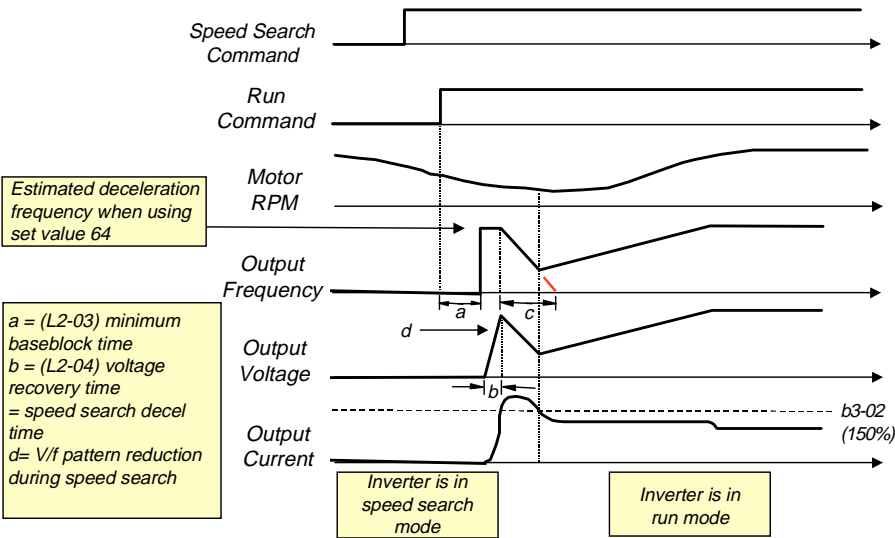 Speed Search
Command
Run
Command
Motor
RPM
Estimated deceleration
frequency when using
set value 64
Output
Frequency
a
c
a = (L2-03) minimum
baseblock time
b = (L2-04) voltage
recovery time
= speed search decel
time
d= V/f pattern reduction
during speed search
d
Output
Voltage
b
b3-02
(150%)
Output
Current
Inverter is in
speed search
mode
Inverter is in
run mode